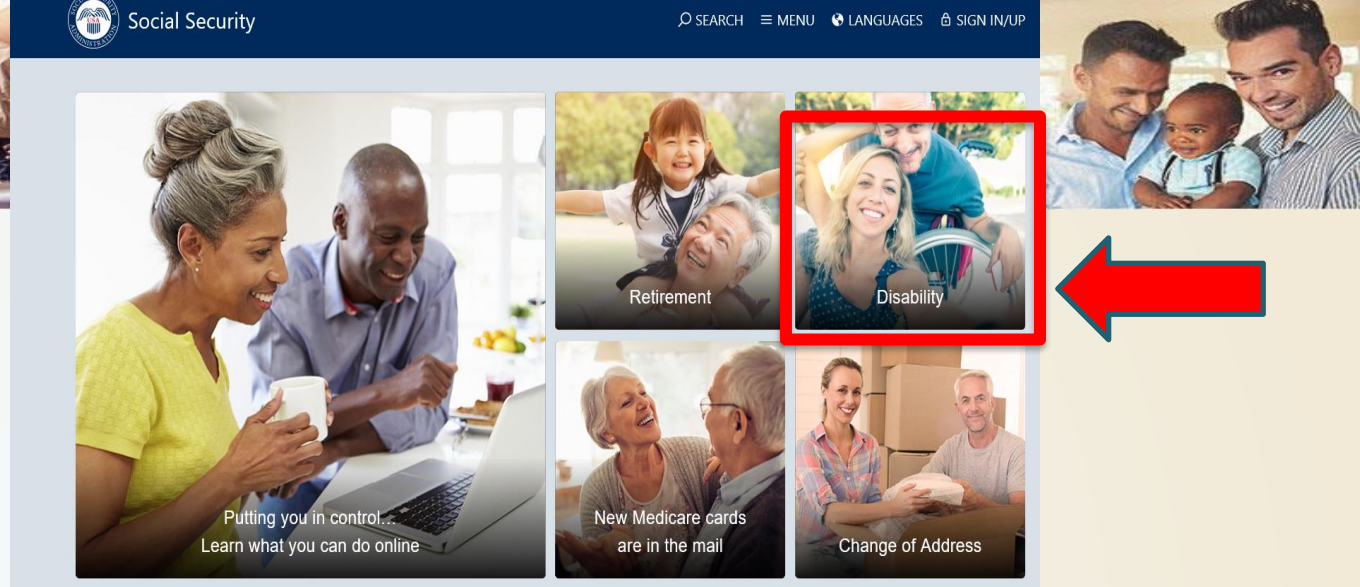 Social Security
SEARCH MENU LANGUAGES SIGN IN/UP
USA
Retirement
Disability
Putting you in control...
Learn what you can do online
New Medicare cards
are in the mail
Change of Address